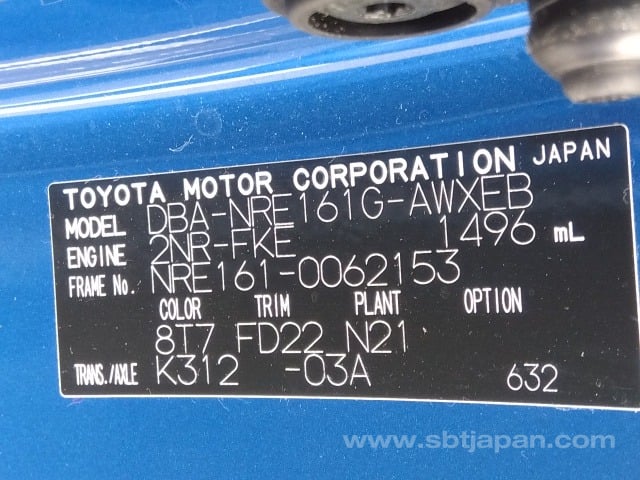 TOYOTA MOTOR CORPORATION JAPAN
MODEL DBA-NRE161G-AWXEB
ENGINE 2NR-FKE 1496 mL
FRAME No. NRE161-0062153
COLOR TRIM PLANT OPTION
8T7 FD22 N21
TRANS./AXLE K312 -03A 632
www.sbtjapan.com